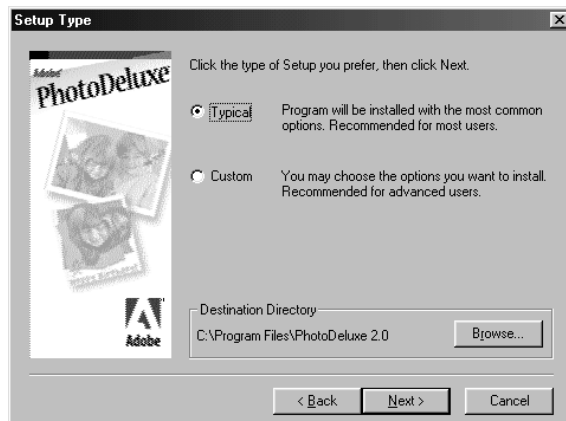 Setup Type
Adobe
PhotoDeluxe
Happy Birthday!
Adobe
Click the type of Setup you prefer, then click Next.
Typical
Program will be installed with the most common
options. Recommended for most users.
Custom
You may choose the options you want to install.
Recommended for advanced users.
Destination Directory
C:\Program Files\PhotoDeluxe 2.0
Browse...
< Back
Next >
Cancel